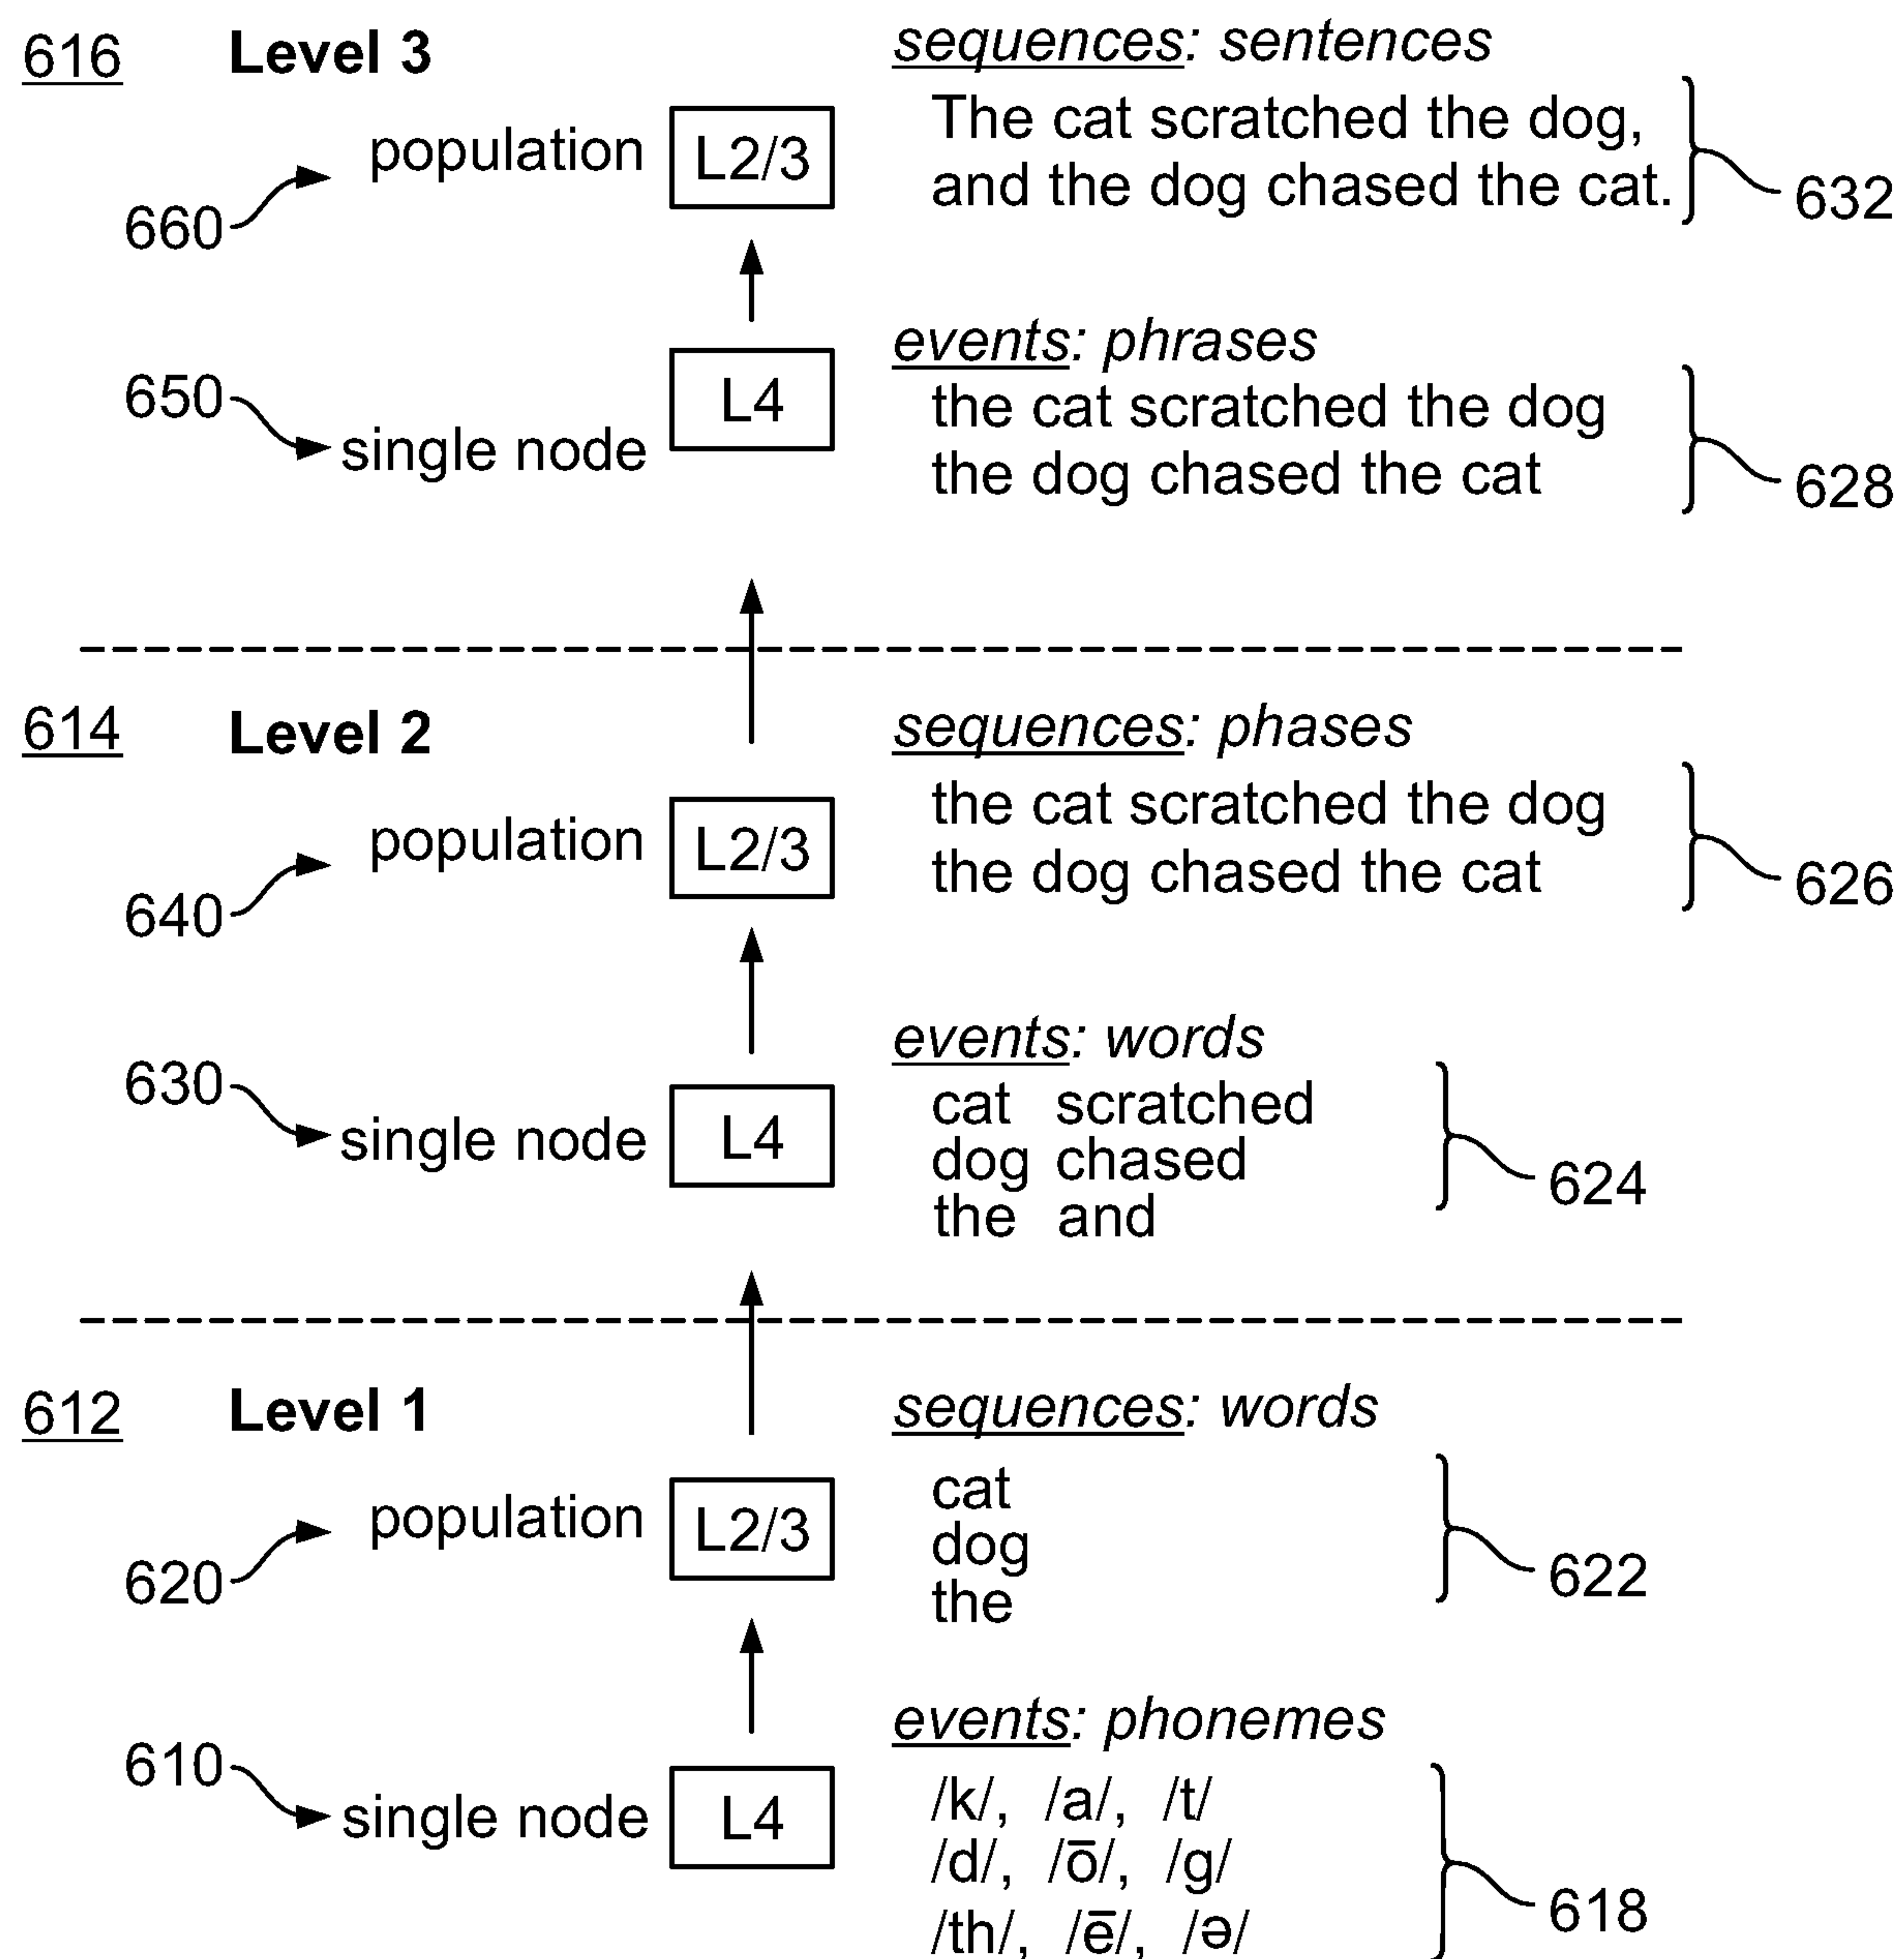 616 Level 3 sequences: sentences
population L2/3 The cat scratched the dog,
and the dog chased the cat.
660 632
events: phrases
650 single node L4 the cat scratched the dog
the dog chased the cat
628
614 Level 2 sequences: phases
population L2/3 the cat scratched the dog
the dog chased the cat
640 626
events: words
630 single node L4 cat scratched
dog chased
the and
624
612 Level 1 sequences: words
population L2/3 cat
dog
the
620 622
events: phonemes
610 single node L4 /k/, /a/, /t/
/d/, /ō/, /g/
/th/, /ē/, /ə/
618